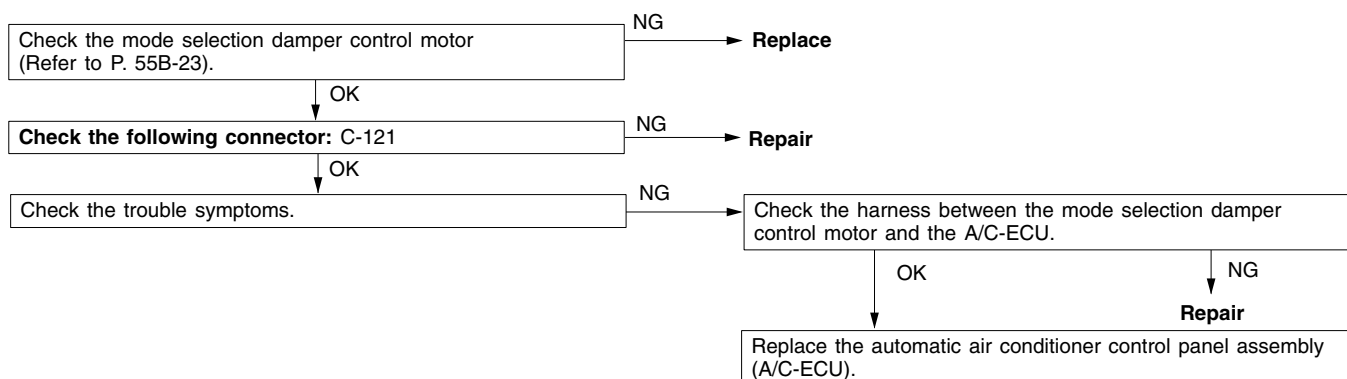 Check the mode selection damper control motor
(Refer to P. 55B-23).
NG
Replace
OK
Check the following connector: C-121
NG
Repair
OK
Check the trouble symptoms.
NG
Check the harness between the mode selection damper
control motor and the A/C-ECU.
OK
NG
Repair
Replace the automatic air conditioner control panel assembly
(A/C-ECU).